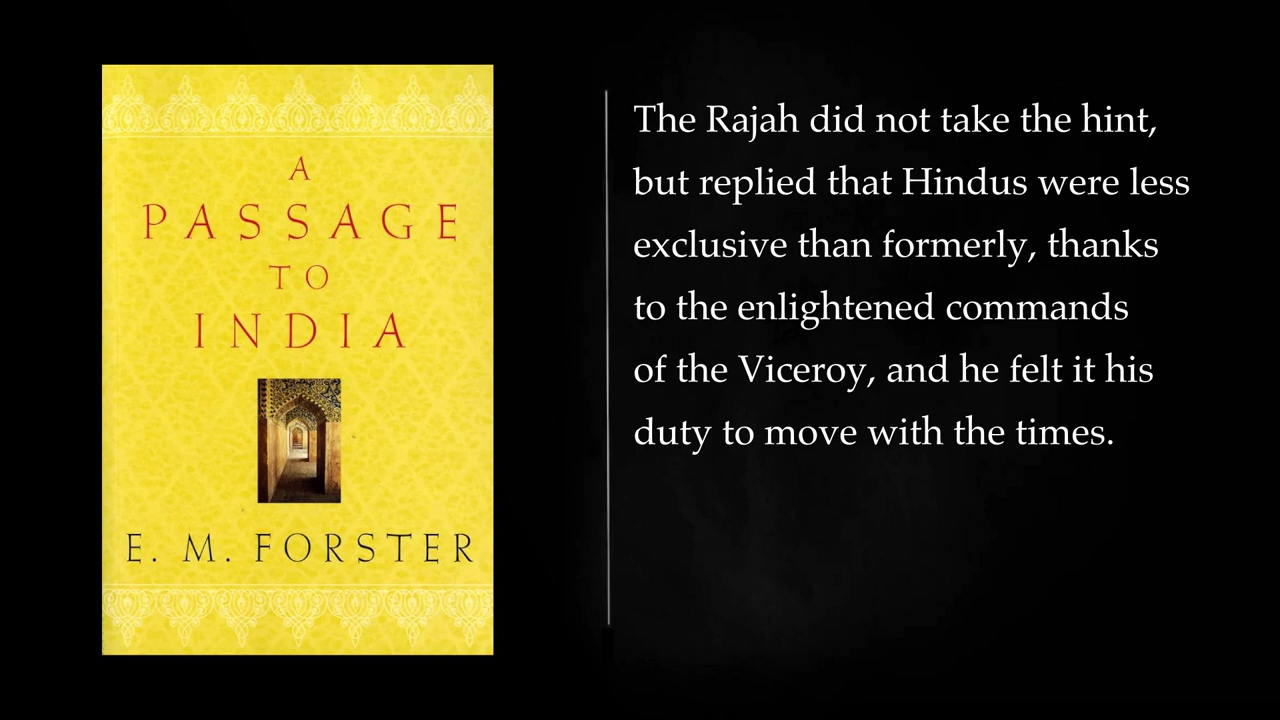 A
PASSAGE
TO
INDIA
E. M. FORSTER
The Rajah did not take the hint,
but replied that Hindus were less
exclusive than formerly, thanks
to the enlightened commands
of the Viceroy, and he felt it his
duty to move with the times.